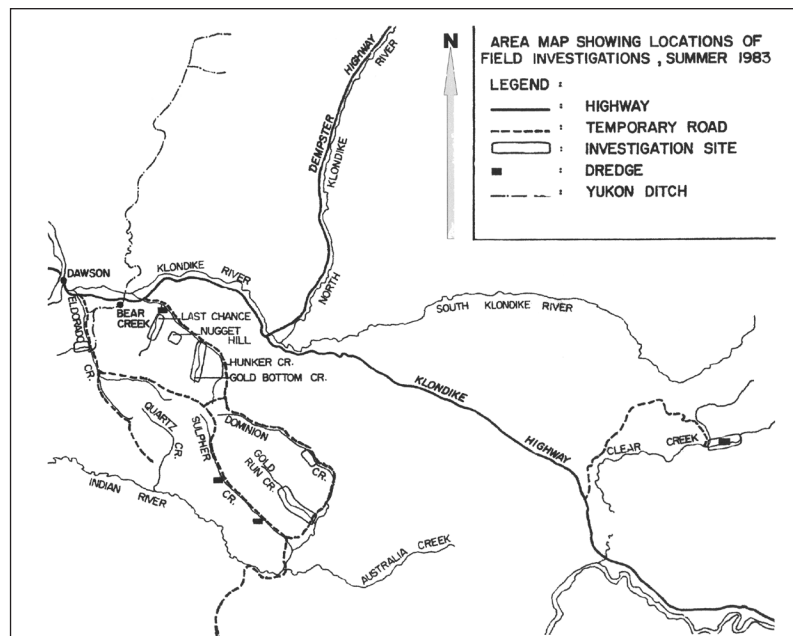 AREA MAP SHOWING LOCATIONS OF
FIELD INVESTIGATIONS , SUMMER 1983
LEGEND :
: HIGHWAY
: TEMPORARY ROAD
: INVESTIGATION SITE
: DREDGE
: YUKON DITCH
N
DEMPSTER HIGHWAY
NORTH KLONDIKE RIVER
DAWSON
KLONDIKE RIVER
ELDORADO CR.
BEAR CREEK
LAST CHANCE
NUGGET HILL
HUNKER CR.
GOLD BOTTOM CR.
SOUTH KLONDIKE RIVER
KLONDIKE HIGHWAY
CLEAR CREEK
QUARTZ CR.
SULPHER CR.
DOMINION CR.
GOLD RUN CR.
INDIAN RIVER
AUSTRALIA CREEK